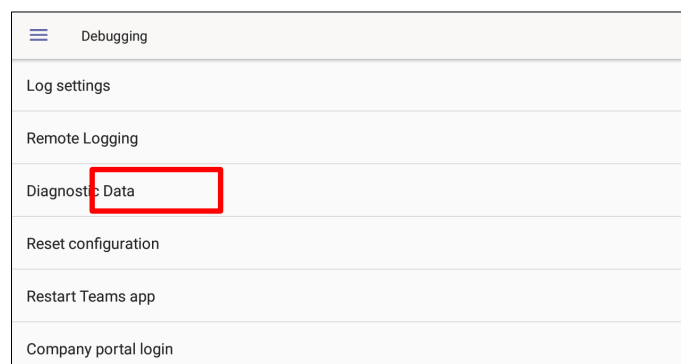 Debugging
Log settings
Remote Logging
Diagnostic Data
Reset configuration
Restart Teams app
Company portal login